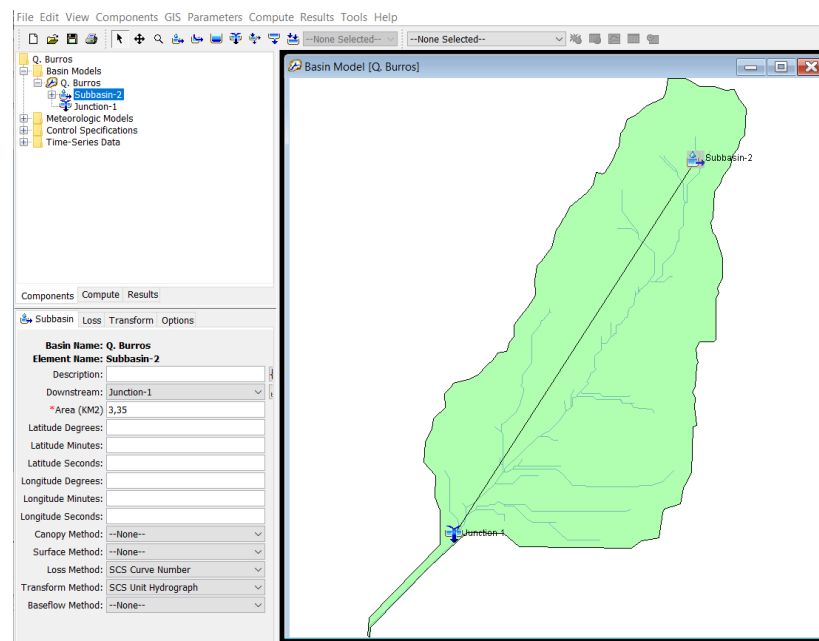 File Edit View Components GIS Parameters Compute Results Tools Help
--None Selected-- --None Selected--
Q. Burros
Basin Models
Q. Burros
Subbasin-2
Junction-1
Meteorologic Models
Control Specifications
Time-Series Data
Components Compute Results
Subbasin Loss Transform Options
Basin Name: Q. Burros
Element Name: Subbasin-2
Description:
Downstream: Junction-1
*Area (KM2) 3,35
Latitude Degrees:
Latitude Minutes:
Latitude Seconds:
Longitude Degrees:
Longitude Minutes:
Longitude Seconds:
Canopy Method: --None--
Surface Method: --None--
Loss Method: SCS Curve Number
Transform Method: SCS Unit Hydrograph
Baseflow Method: --None--
Basin Model [Q. Burros]
Subbasin-2
Junction-1